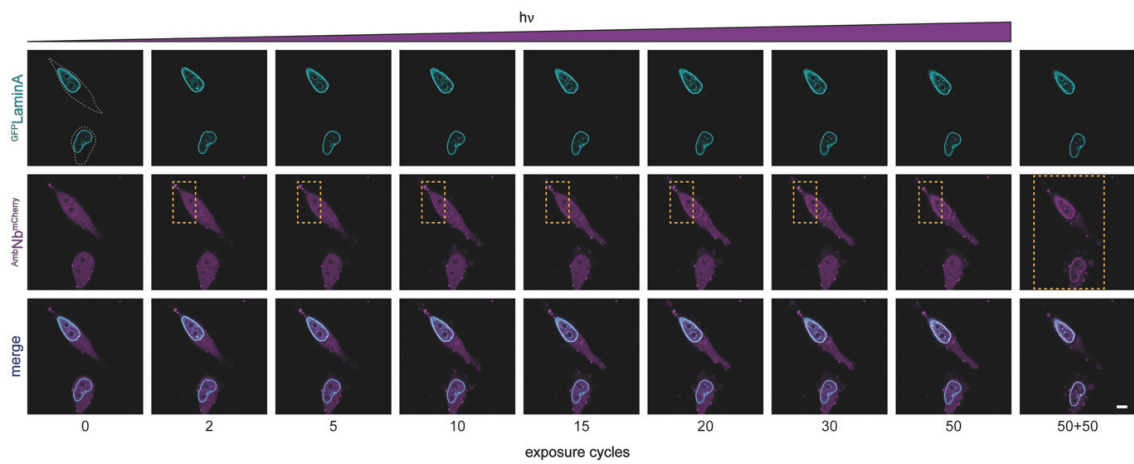 hν
GFPLaminA
AmbNbmCherry
merge
0 2 5 10 15 20 30 50 50+50
exposure cycles